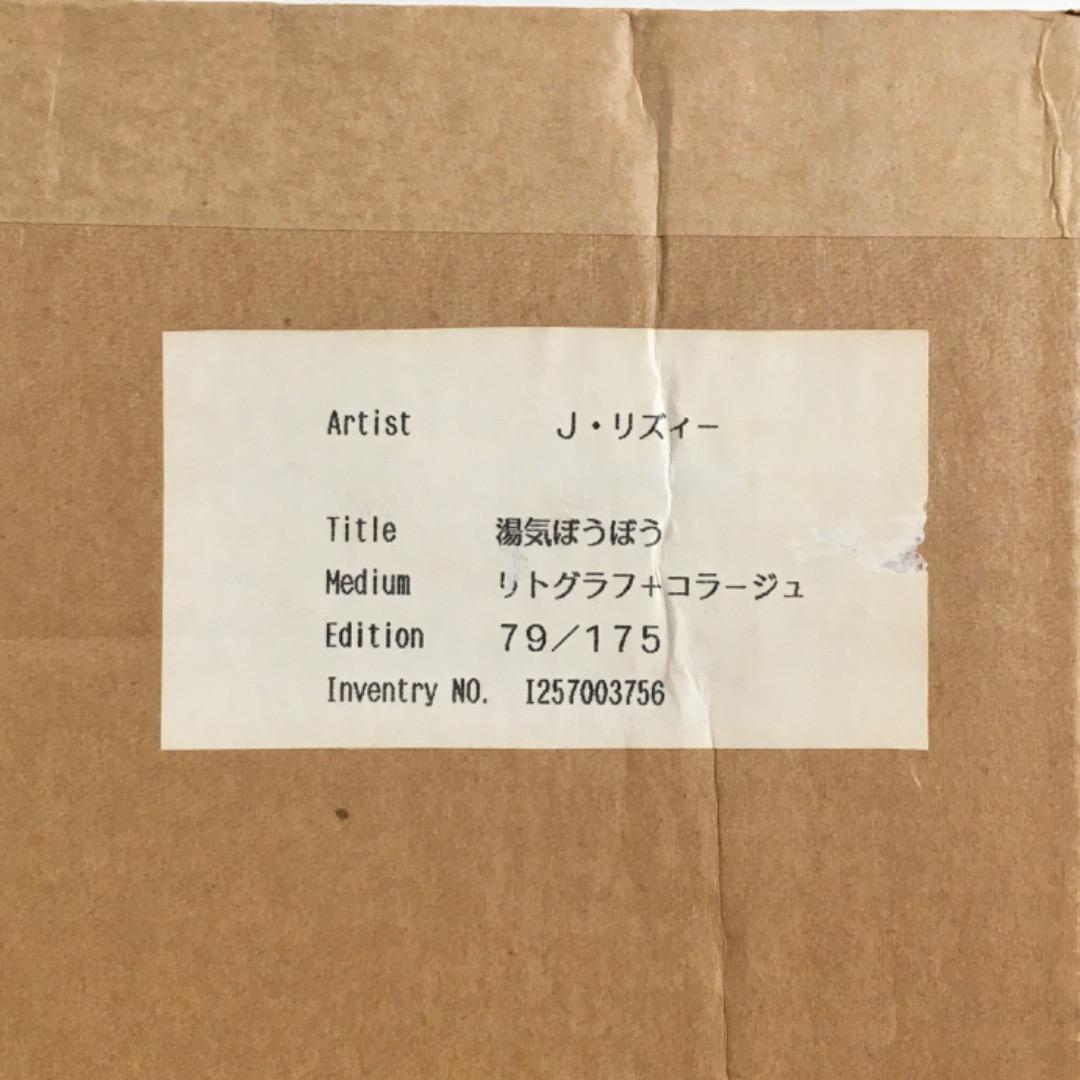 Artist J・リズィー
Title 湯気ぼうぼう
Medium リトグラフ+コラージュ
Edition 79/175
Inventry NO. I257003756